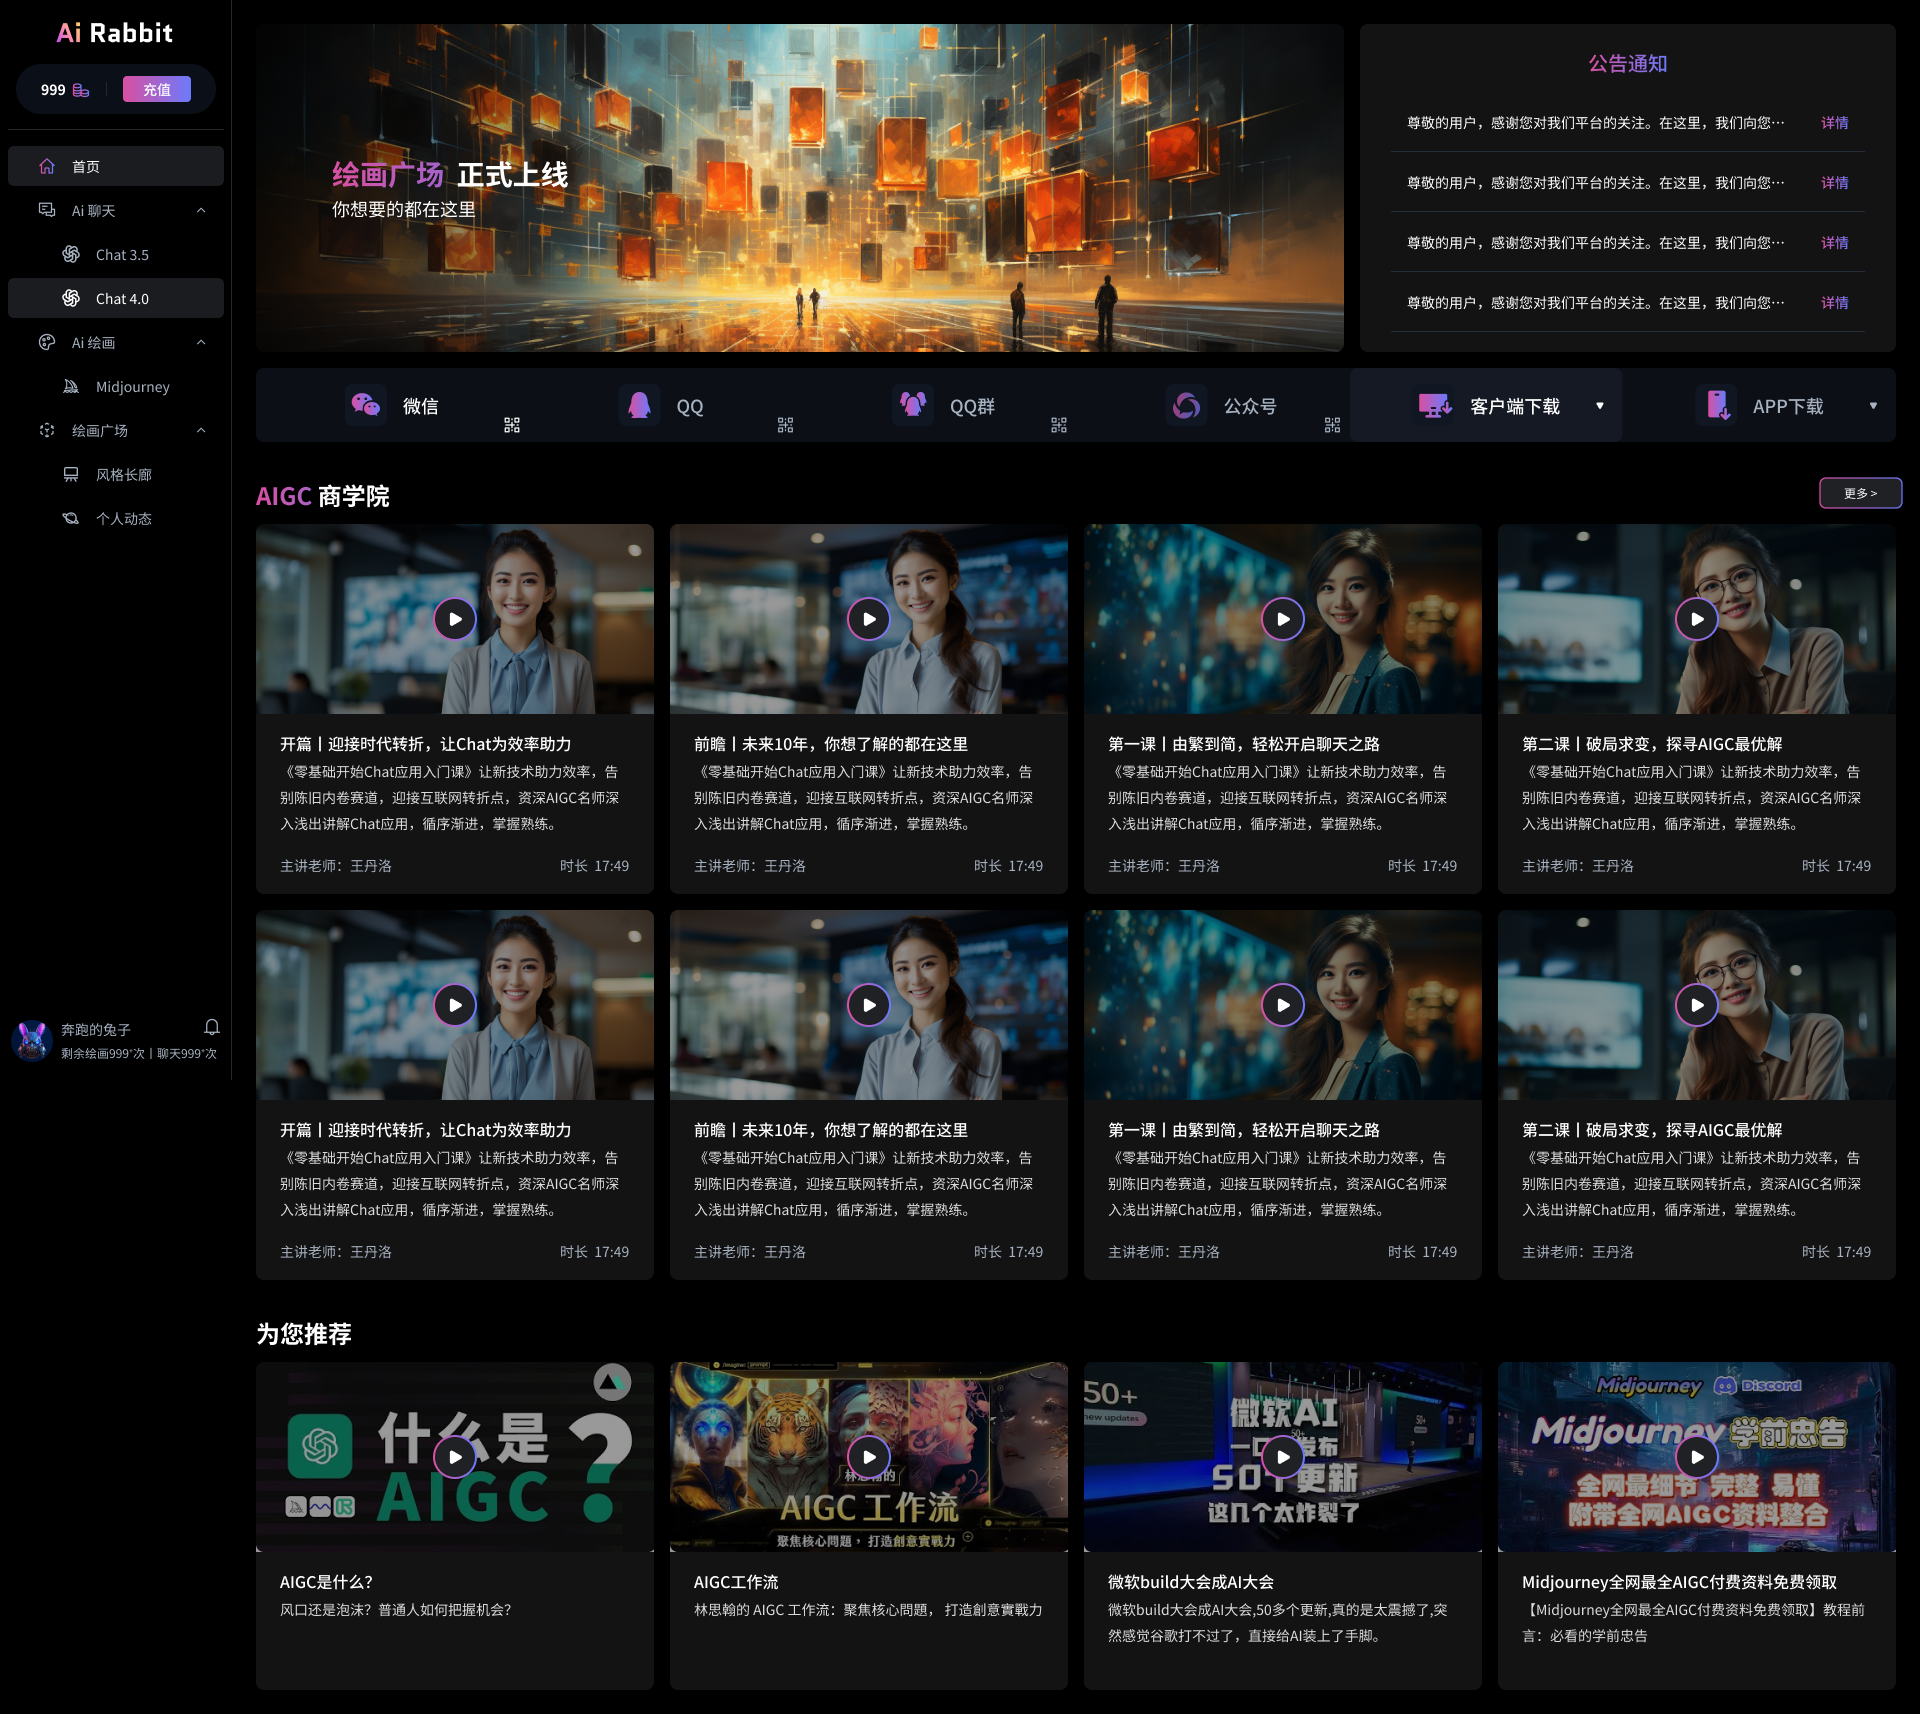 Ai Rabbit
999
充值
首页
Ai 聊天
Chat 3.5
Chat 4.0
Ai 绘画
Midjourney
绘画广场
风格长廊
个人动态
奔跑的兔子
剩余绘画999+次丨聊天999+次
绘画广场 正式上线
你想要的都在这里
公告通知
尊敬的用户，感谢您对我们平台的关注。在这里，我们向您… 详情
尊敬的用户，感谢您对我们平台的关注。在这里，我们向您… 详情
尊敬的用户，感谢您对我们平台的关注。在这里，我们向您… 详情
尊敬的用户，感谢您对我们平台的关注。在这里，我们向您… 详情
微信
QQ
QQ群
公众号
客户端下载
APP下载
AIGC 商学院
更多 >
开篇丨迎接时代转折，让Chat为效率助力
《零基础开始Chat应用入门课》让新技术助力效率，告
别陈旧内卷赛道，迎接互联网转折点，资深AIGC名师深
入浅出讲解Chat应用，循序渐进，掌握熟练。
主讲老师：王丹洛
时长 17:49
前瞻丨未来10年，你想了解的都在这里
《零基础开始Chat应用入门课》让新技术助力效率，告
别陈旧内卷赛道，迎接互联网转折点，资深AIGC名师深
入浅出讲解Chat应用，循序渐进，掌握熟练。
主讲老师：王丹洛
时长 17:49
第一课丨由繁到简，轻松开启聊天之路
《零基础开始Chat应用入门课》让新技术助力效率，告
别陈旧内卷赛道，迎接互联网转折点，资深AIGC名师深
入浅出讲解Chat应用，循序渐进，掌握熟练。
主讲老师：王丹洛
时长 17:49
第二课丨破局求变，探寻AIGC最优解
《零基础开始Chat应用入门课》让新技术助力效率，告
别陈旧内卷赛道，迎接互联网转折点，资深AIGC名师深
入浅出讲解Chat应用，循序渐进，掌握熟练。
主讲老师：王丹洛
时长 17:49
开篇丨迎接时代转折，让Chat为效率助力
《零基础开始Chat应用入门课》让新技术助力效率，告
别陈旧内卷赛道，迎接互联网转折点，资深AIGC名师深
入浅出讲解Chat应用，循序渐进，掌握熟练。
主讲老师：王丹洛
时长 17:49
前瞻丨未来10年，你想了解的都在这里
《零基础开始Chat应用入门课》让新技术助力效率，告
别陈旧内卷赛道，迎接互联网转折点，资深AIGC名师深
入浅出讲解Chat应用，循序渐进，掌握熟练。
主讲老师：王丹洛
时长 17:49
第一课丨由繁到简，轻松开启聊天之路
《零基础开始Chat应用入门课》让新技术助力效率，告
别陈旧内卷赛道，迎接互联网转折点，资深AIGC名师深
入浅出讲解Chat应用，循序渐进，掌握熟练。
主讲老师：王丹洛
时长 17:49
第二课丨破局求变，探寻AIGC最优解
《零基础开始Chat应用入门课》让新技术助力效率，告
别陈旧内卷赛道，迎接互联网转折点，资深AIGC名师深
入浅出讲解Chat应用，循序渐进，掌握熟练。
主讲老师：王丹洛
时长 17:49
为您推荐
什么是
AIGC ?
AIGC是什么？
风口还是泡沫？普通人如何把握机会？
AIGC 工作流
聚焦核心問題， 打造創意實戰力
AIGC工作流
林思翰的 AIGC 工作流：聚焦核心問題， 打造創意實戰力
50+
new updates
微软AI
50+
50个更新
这几个太炸裂了
微软build大会成AI大会
微软build大会成AI大会,50多个更新,真的是太震撼了,突
然感觉谷歌打不过了，直接给AI装上了手脚。
Midjourney Discord
Midjourney 学前忠告
全网最细节 完整 易懂
附带全网AIGC资料整合
Midjourney全网最全AIGC付费资料免费领取
【Midjourney全网最全AIGC付费资料免费领取】教程前
言：必看的学前忠告